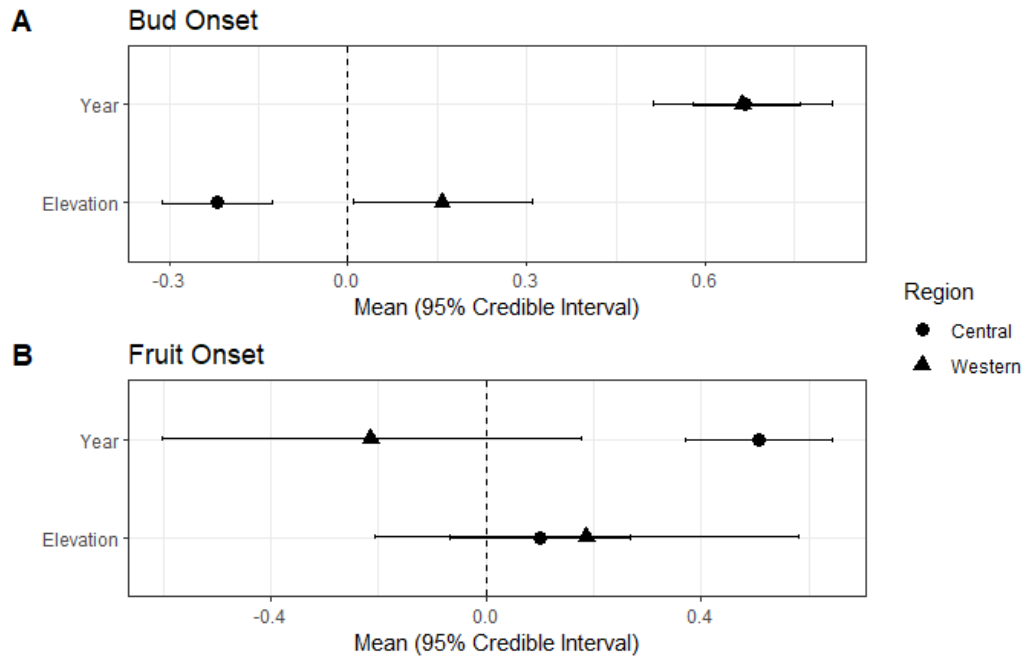 A Bud Onset
Year
Elevation
-0.3 0.0 0.3 0.6
Mean (95% Credible Interval)
B Fruit Onset
Year
Elevation
-0.4 0.0 0.4
Mean (95% Credible Interval)
Region
Central
Western